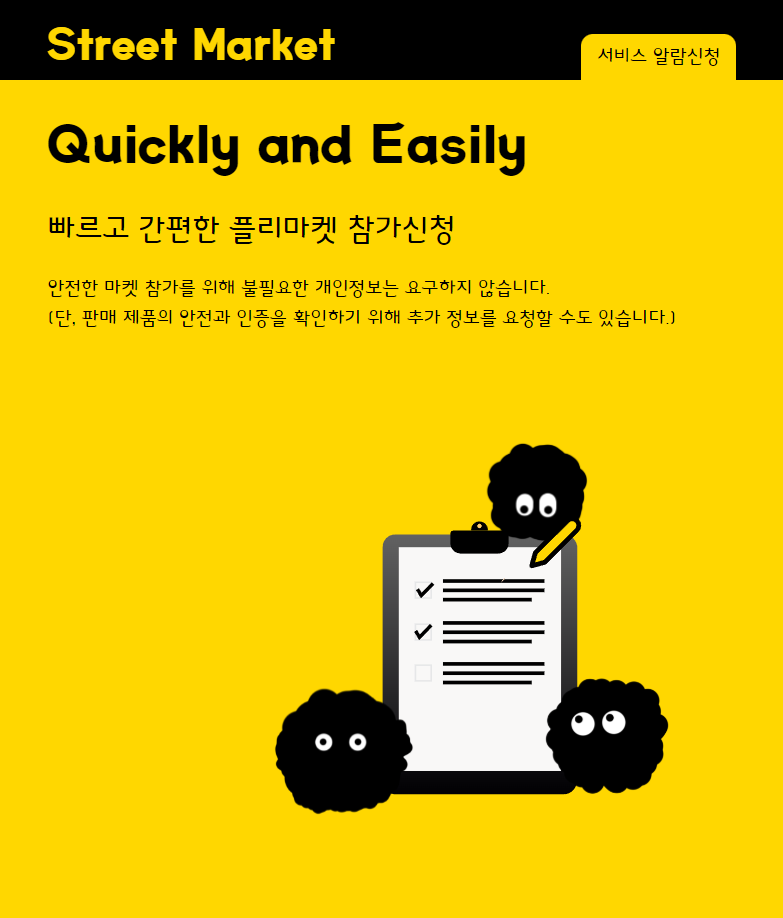 Street Market
서비스 알람신청
Quickly and Easily
빠르고 간편한 플리마켓 참가신청
안전한 마켓 참가를 위해 불필요한 개인정보는 요구하지 않습니다.
(단, 판매 제품의 안전과 인증을 확인하기 위해 추가 정보를 요청할 수도 있습니다.)